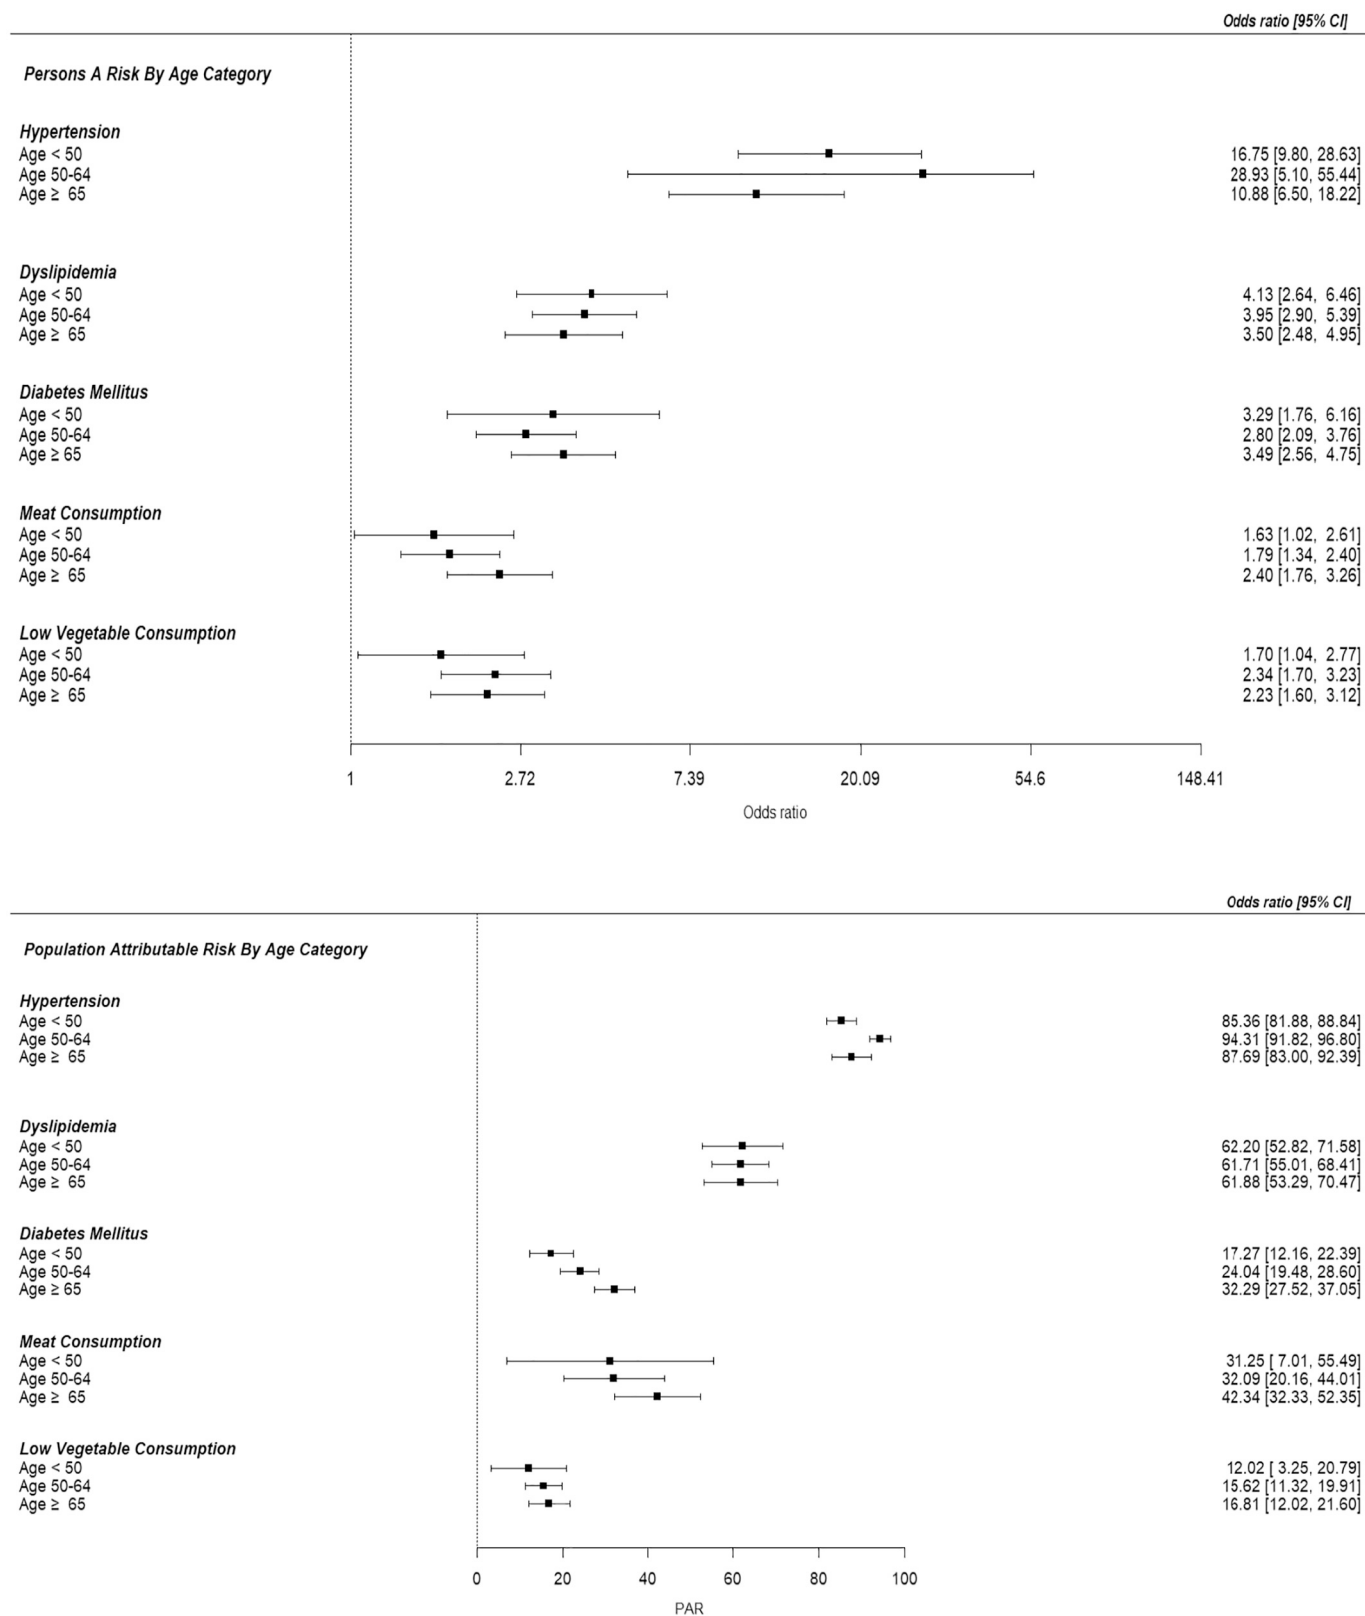 Odds ratio [95% CI]
Persons A Risk By Age Category
Hypertension
Age < 50 16.75 [9.80, 28.63]
Age 50-64 28.93 [5.10, 55.44]
Age ≥ 65 10.88 [6.50, 18.22]
Dyslipidemia
Age < 50 4.13 [2.64, 6.46]
Age 50-64 3.95 [2.90, 5.39]
Age ≥ 65 3.50 [2.48, 4.95]
Diabetes Mellitus
Age < 50 3.29 [1.76, 6.16]
Age 50-64 2.80 [2.09, 3.76]
Age ≥ 65 3.49 [2.56, 4.75]
Meat Consumption
Age < 50 1.63 [1.02, 2.61]
Age 50-64 1.79 [1.34, 2.40]
Age ≥ 65 2.40 [1.76, 3.26]
Low Vegetable Consumption
Age < 50 1.70 [1.04, 2.77]
Age 50-64 2.34 [1.70, 3.23]
Age ≥ 65 2.23 [1.60, 3.12]
1 2.72 7.39 20.09 54.6 148.41
Odds ratio
Odds ratio [95% CI]
Population Attributable Risk By Age Category
Hypertension
Age < 50 85.36 [81.88, 88.84]
Age 50-64 94.31 [91.82, 96.80]
Age ≥ 65 87.69 [83.00, 92.39]
Dyslipidemia
Age < 50 62.20 [52.82, 71.58]
Age 50-64 61.71 [55.01, 68.41]
Age ≥ 65 61.88 [53.29, 70.47]
Diabetes Mellitus
Age < 50 17.27 [12.16, 22.39]
Age 50-64 24.04 [19.48, 28.60]
Age ≥ 65 32.29 [27.52, 37.05]
Meat Consumption
Age < 50 31.25 [ 7.01, 55.49]
Age 50-64 32.09 [20.16, 44.01]
Age ≥ 65 42.34 [32.33, 52.35]
Low Vegetable Consumption
Age < 50 12.02 [ 3.25, 20.79]
Age 50-64 15.62 [11.32, 19.91]
Age ≥ 65 16.81 [12.02, 21.60]
0 20 40 60 80 100
PAR